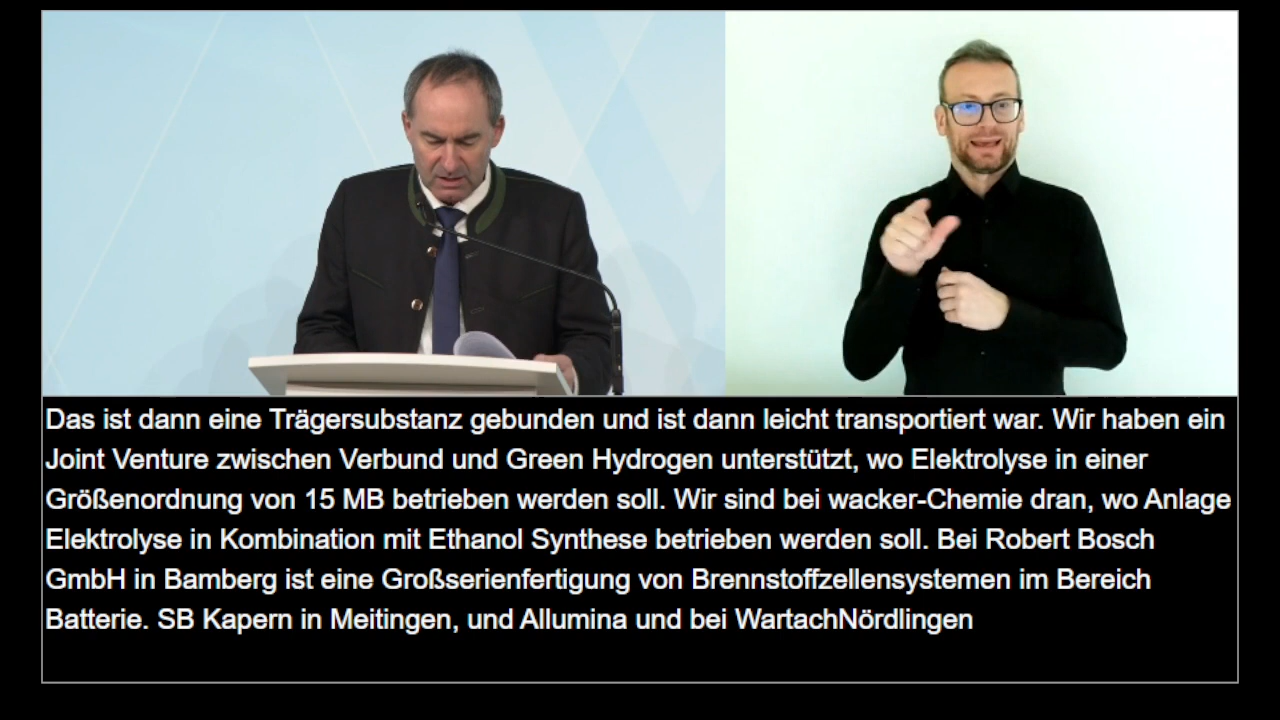 Das ist dann eine Trägersubstanz gebunden und ist dann leicht transportiert war. Wir haben ein
Joint Venture zwischen Verbund und Green Hydrogen unterstützt, wo Elektrolyse in einer
Größenordnung von 15 MB betrieben werden soll. Wir sind bei wacker-Chemie dran, wo Anlage
Elektrolyse in Kombination mit Ethanol Synthese betrieben werden soll. Bei Robert Bosch
GmbH in Bamberg ist eine Großserienfertigung von Brennstoffzellensystemen im Bereich
Batterie. SB Kapern in Meitingen, und Allumina und bei WartachNördlingen